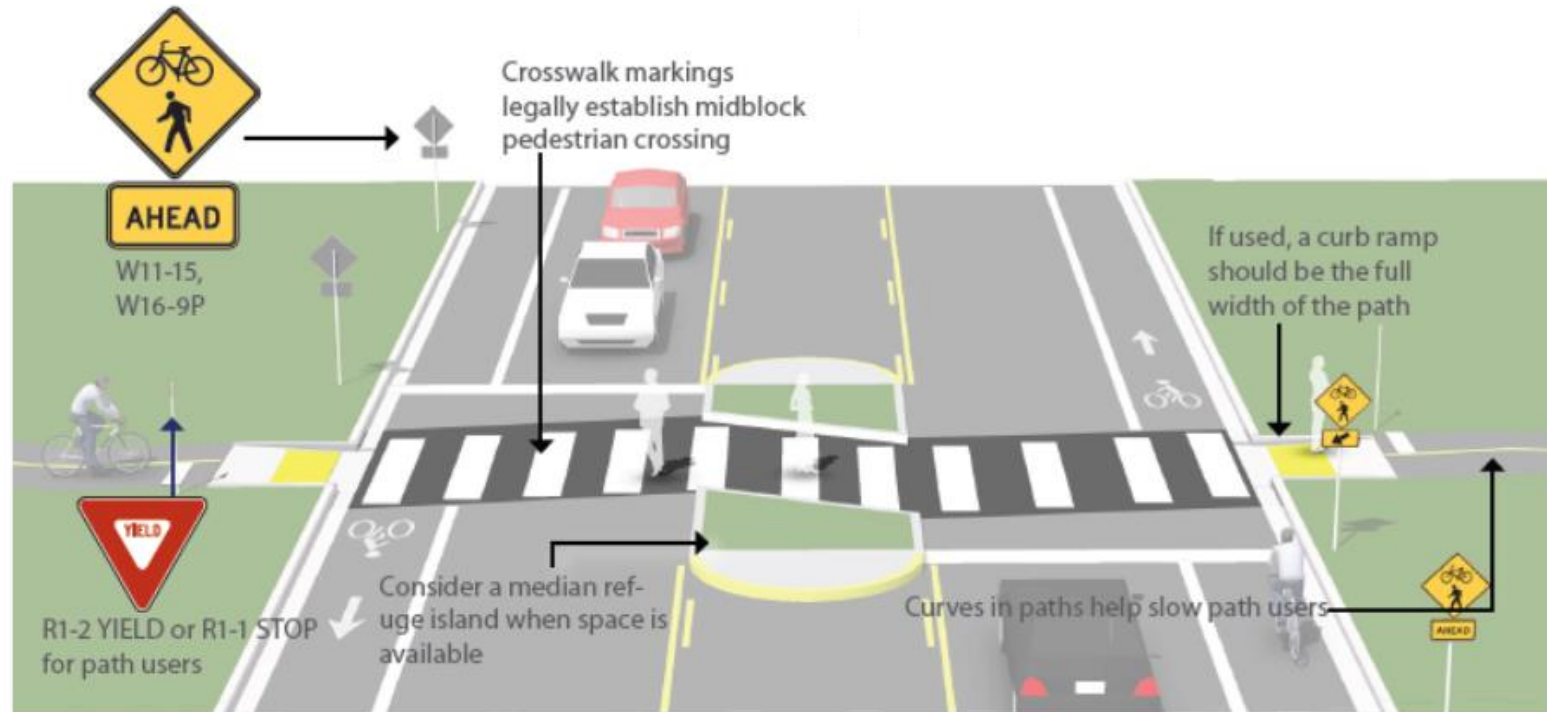 Crosswalk markings
legally establish midblock
pedestrian crossing
AHEAD
W11-15,
W16-9P
If used, a curb ramp
should be the full
width of the path
YIELD
R1-2 YIELD or R1-1 STOP
for path users
Consider a median ref-
uge island when space is
available
Curves in paths help slow path users
AHEAD